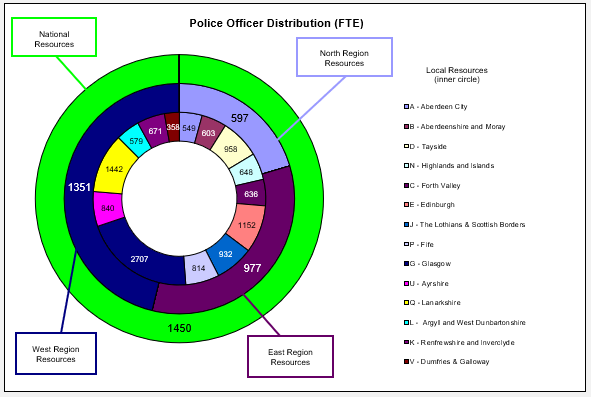 Police Officer Distribution (FTE)
National
Resources
North Region
Resources
Local Resources
(inner circle)
A - Aberdeen City
B - Aberdeenshire and Moray
D - Tayside
N - Highlands and Islands
C - Forth Valley
E - Edinburgh
J - The Lothians & Scottish Borders
P - Fife
G - Glasgow
U - Ayrshire
Q - Lanarkshire
L - Argyll and West Dunbartonshire
K - Renfrewshire and Inverclyde
V - Dumfries & Galloway
597
977
1351
1450
549
603
958
648
636
1152
932
814
2707
840
1442
579
671
358
West Region
Resources
East Region
Resources